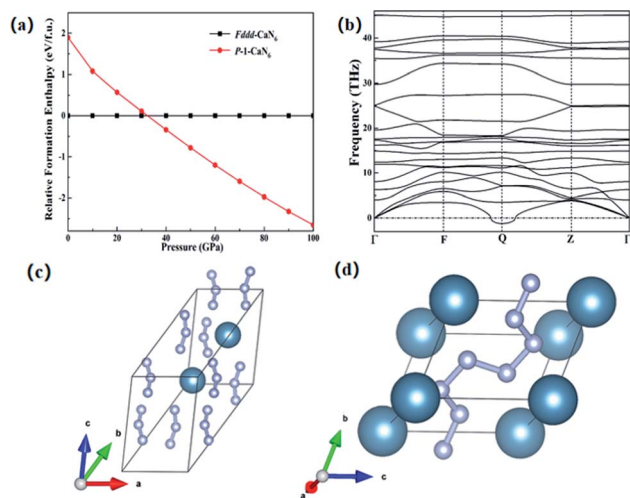 (a)
Relative Formation Enthalpy (eV/f.u.)
2
1
0
-1
-2
0 20 40 60 80 100
Pressure (GPa)
Fddd-CaN₆
P-1-CaN₆
(b)
Frequency (THz)
40
30
20
10
0
Γ F Q Z Γ
(c)
c
b
a
(d)
b
a
c